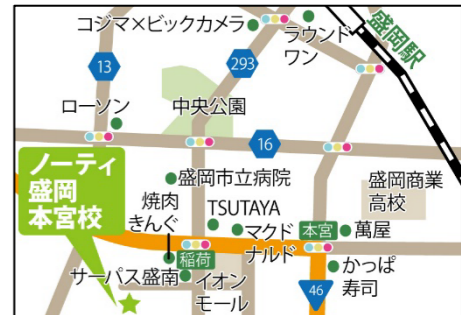 コジマ×ビックカメラ
ラウンド
ワン
盛岡駅
13
293
ローソン
中央公園
16
ノーティ
盛岡
本宮校
盛岡市立病院
盛岡商業
高校
焼肉
きんぐ
TSUTAYA
マクド
ナルド
本宮
萬屋
稲荷
サーパス盛南
イオン
モール
かっぱ
寿司
46